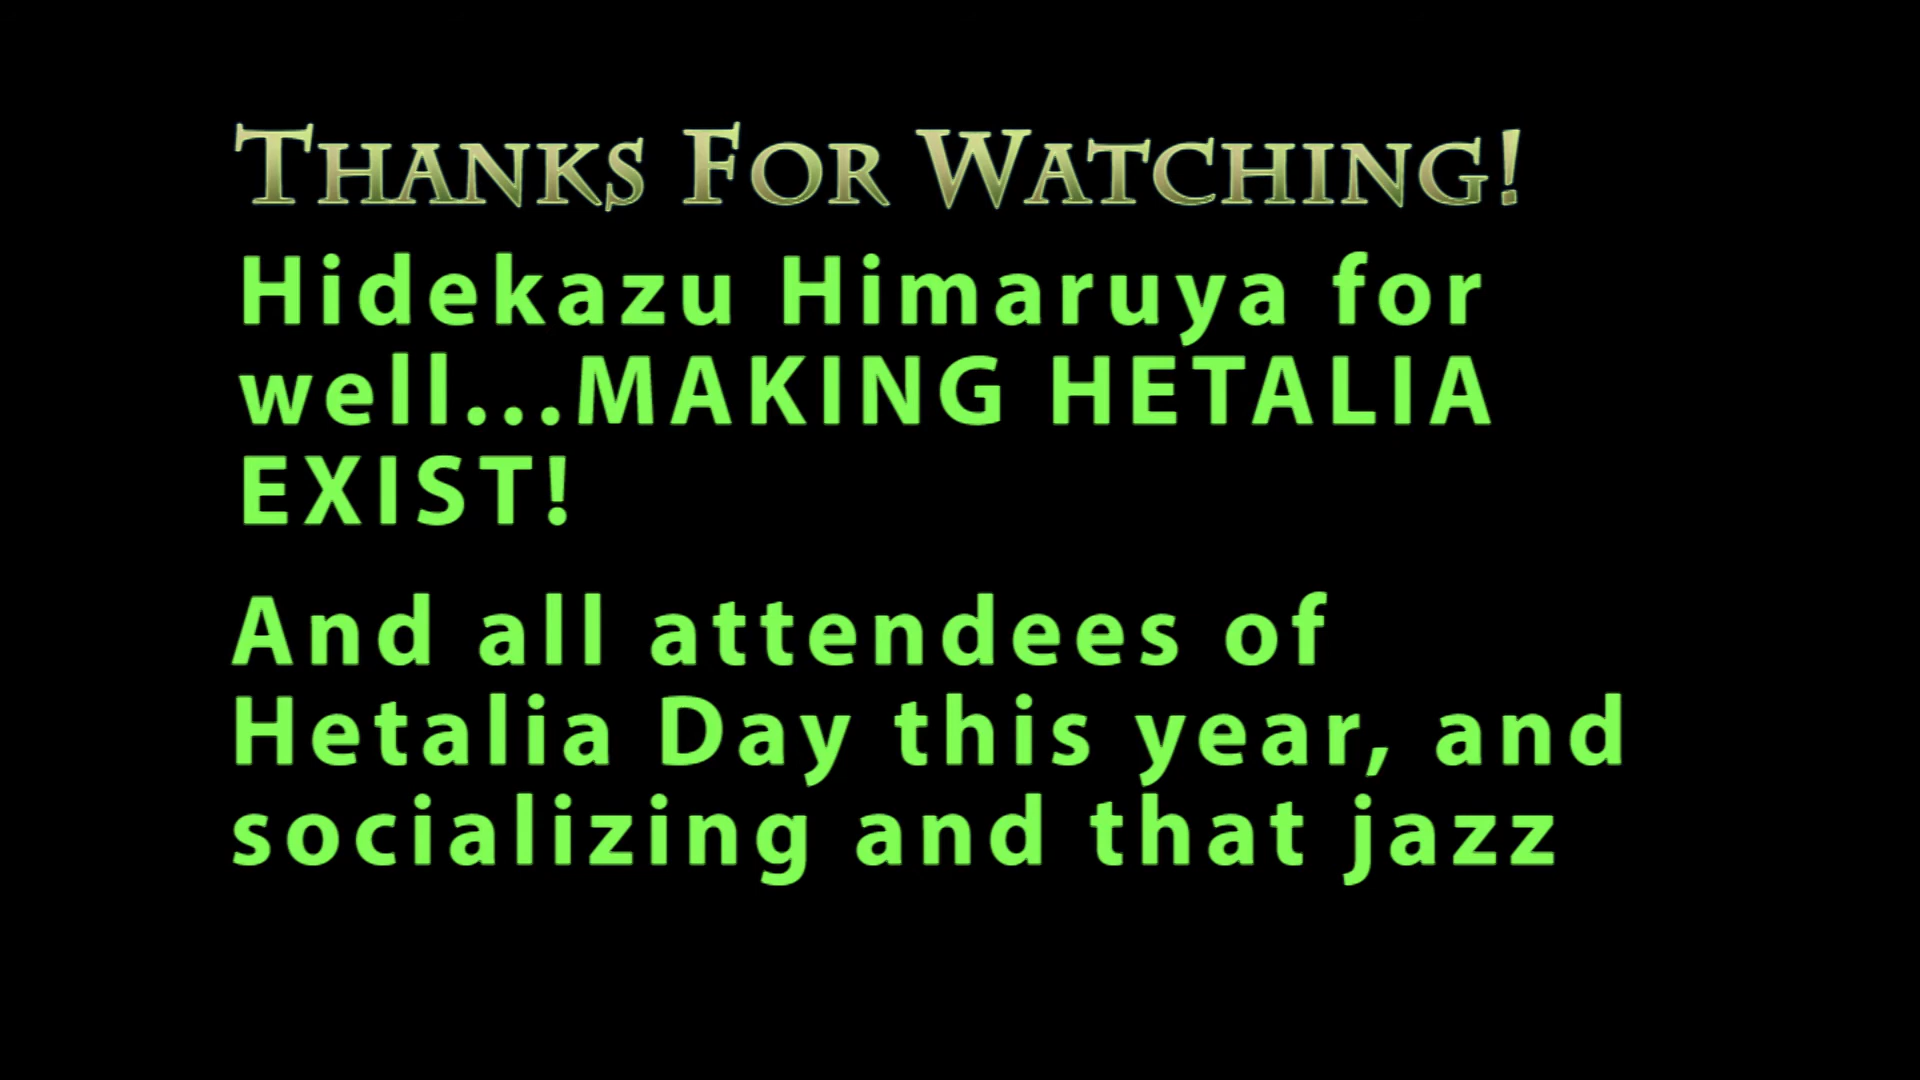 Thanks For Watching!
Hidekazu Himaruya for
well...MAKING HETALIA
EXIST!
And all attendees of
Hetalia Day this year, and
socializing and that jazz